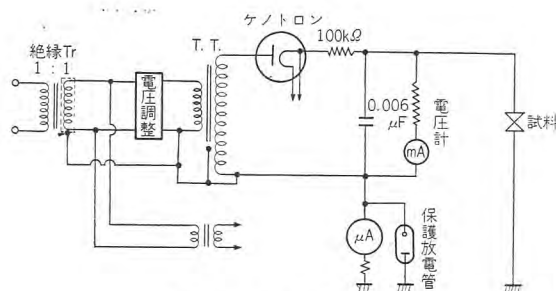 ケノトロン
絶縁Tr
1 : 1
T. T.
100kΩ
電圧調整
0.006
μF
電圧計
mA
試料
μA
保護放電管